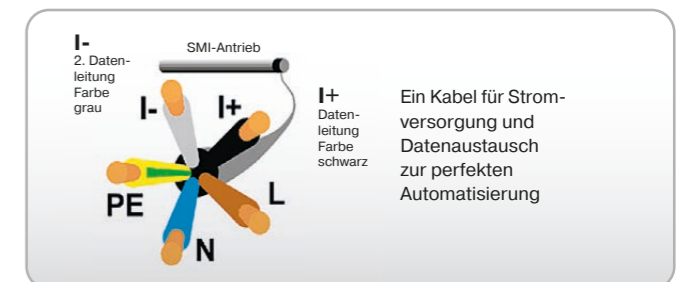 I-
2. Daten-
leitung
Farbe
grau
SMI-Antrieb
I-
I+
PE
N
L
I+
Daten-
leitung
Farbe
schwarz
Ein Kabel für Strom-
versorgung und
Datenaustausch
zur perfekten
Automatisierung